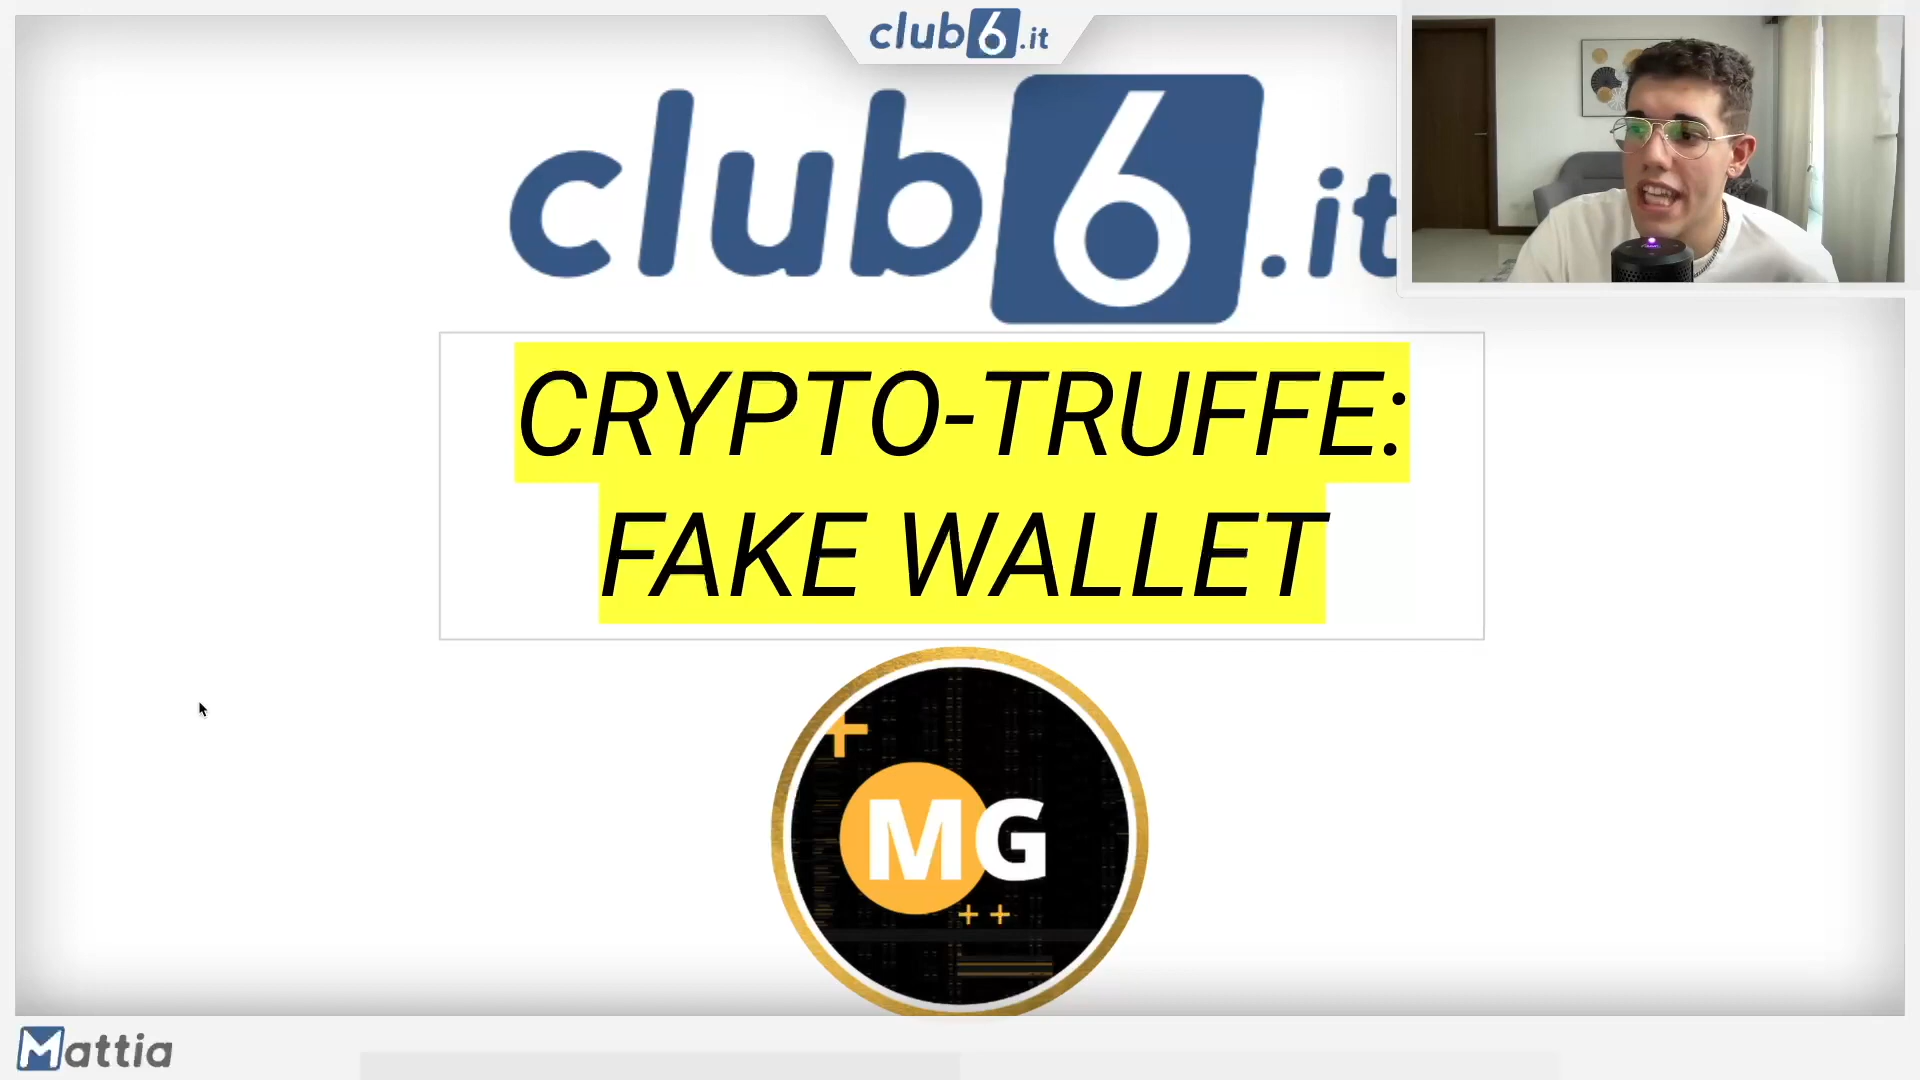 club6.it
club6.it
CRYPTO-TRUFFE:
FAKE WALLET
MG
Mattia